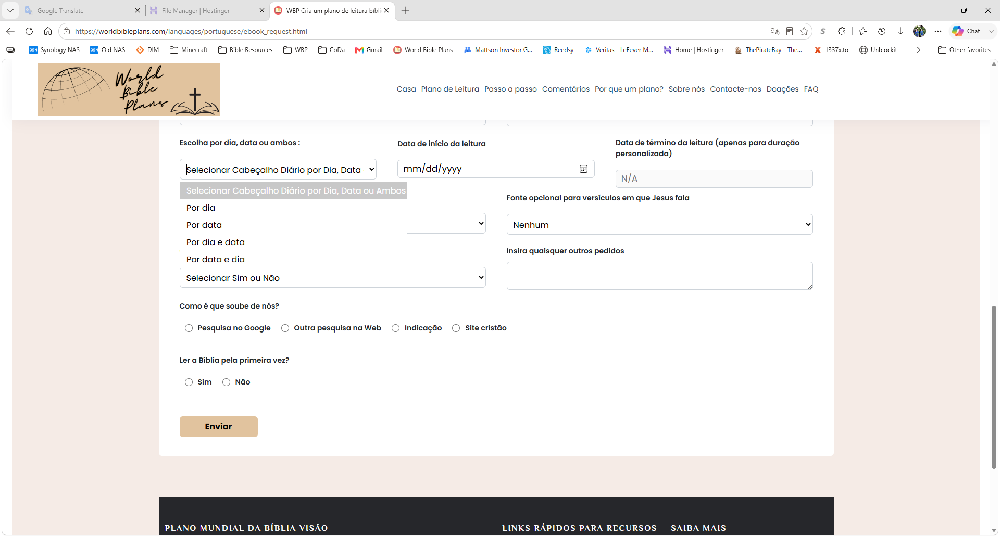 Google Translate
File Manager | Hostinger
WBP Cria um plano de leitura bíbli
https://worldbibleplans.com/languages/portuguese/ebook_request.html
Chat
Synology NAS
Old NAS
DIM
Minecraft
Bible Resources
WBP
CoDa
Gmail
World Bible Plans
Mattson Investor G...
Reedsy
Veritas - LeFever M...
Home | Hostinger
ThePirateBay - The...
1337x.to
Unblockit
Other favorites
World
Bible
Plans
Casa Plano de Leitura Passo a passo Comentários Por que um plano? Sobre nós Contacte-nos Doações FAQ
Escolha por dia, data ou ambos :
Selecionar Cabeçalho Diário por Dia, Data
Selecionar Cabeçalho Diário por Dia, Data ou Ambos
Por dia
Por data
Por dia e data
Por data e dia
Data de início da leitura
mm/dd/yyyy
Data de término da leitura (apenas para duração
personalizada)
N/A
Fonte opcional para versículos em que Jesus fala
Nenhum
Selecionar Sim ou Não
Insira quaisquer outros pedidos
Como é que soube de nós?
Pesquisa no Google Outra pesquisa na Web Indicação Site cristão
Ler a Bíblia pela primeira vez?
Sim Não
Enviar
PLANO MUNDIAL DA BÍBLIA VISÃO
LINKS RÁPIDOS PARA RECURSOS
SAIBA MAIS